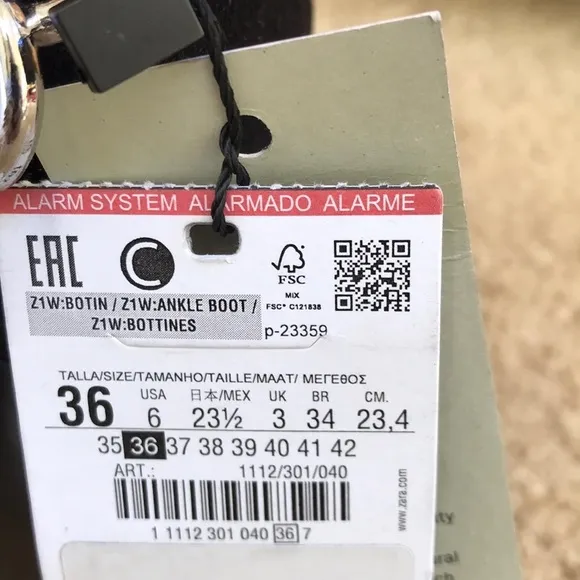 ALARM SYSTEM ALARMADO ALARME
EAC
C
FSC
MIX
FSC® C121838
Z1W:BOTIN / Z1W:ANKLE BOOT /
Z1W:BOTTINES
p-23359
TALLA/SIZE/TAMANHO/TAILLE/MAAT/ ΜΕΓΕΘΟΣ
USA 日本/MEX UK BR CM.
36 6 23½ 3 34 23,4
35 36 37 38 39 40 41 42
ART.: 1112/301/040
1 1112 301 040 36 7
www.zara.com